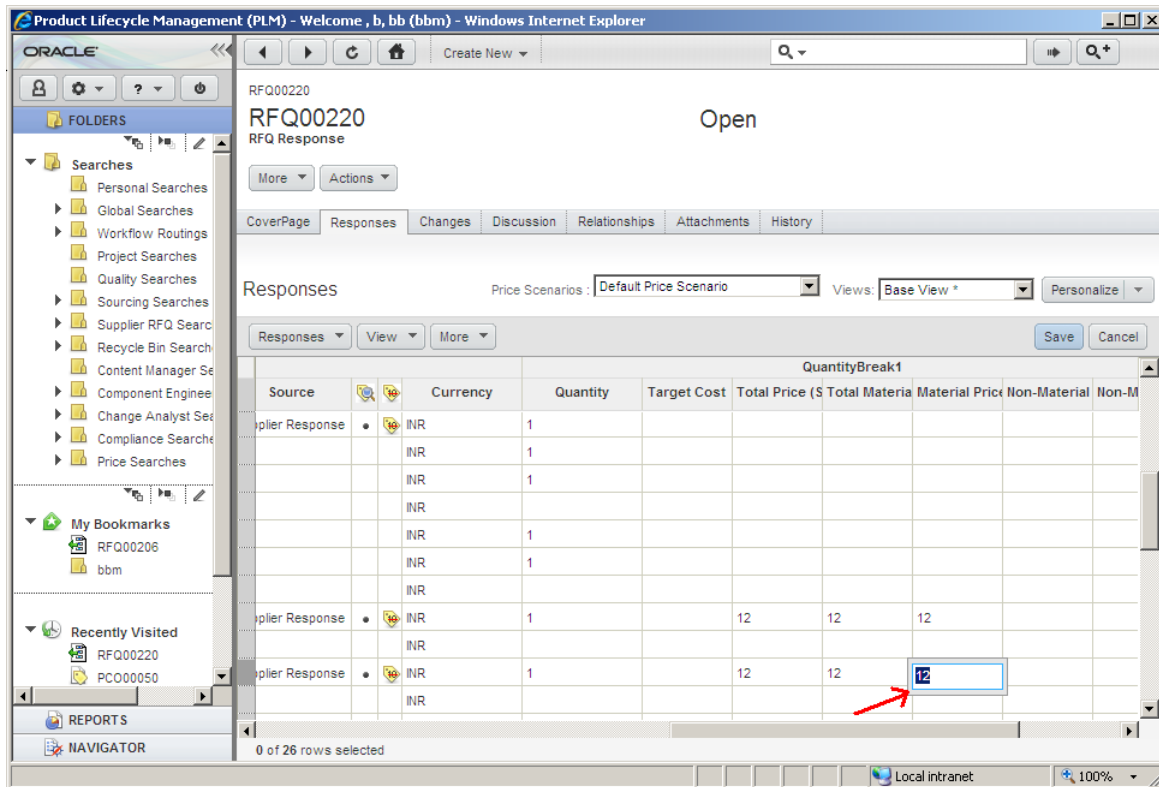 Product Lifecycle Management (PLM) - Welcome , b, bb (bbm) - Windows Internet Explorer
ORACLE
Create New
RFQ00220
RFQ00220
Open
RFQ Response
More
Actions
FOLDERS
Searches
Personal Searches
Global Searches
Workflow Routings
Project Searches
Quality Searches
Sourcing Searches
Supplier RFQ Searc
Recycle Bin Search
Content Manager Se
Component Enginee
Change Analyst Sea
Compliance Searche
Price Searches
My Bookmarks
RFQ00206
bbm
Recently Visited
RFQ00220
PCO00050
REPORTS
NAVIGATOR
CoverPage Responses Changes Discussion Relationships Attachments History
Responses
Price Scenarios : Default Price Scenario
Views: Base View *
Personalize
Responses View More
Save Cancel
QuantityBreak1
Source Currency Quantity Target Cost Total Price (S Total Materia Material Price Non-Material Non-M
plier Response INR 1
INR 1
INR 1
INR
INR 1
INR 1
INR
plier Response INR 1 12 12 12
INR
plier Response INR 1 12 12 12
INR
0 of 26 rows selected
Local intranet
100%